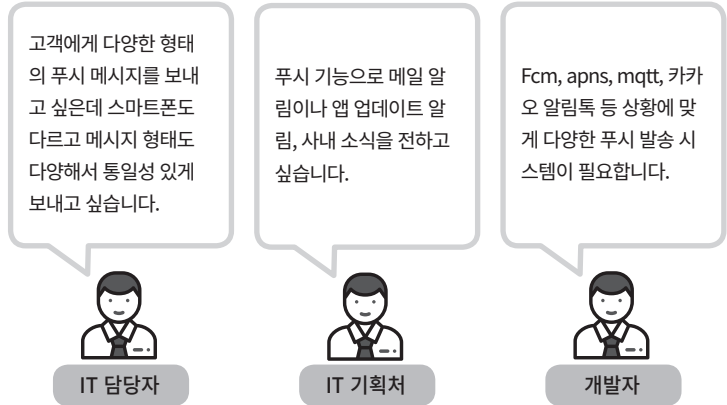 고객에게 다양한 형태
의 푸시 메시지를 보내
고 싶은데 스마트폰도
다르고 메시지 형태도
다양해서 통일성 있게
보내고 싶습니다.
푸시 기능으로 메일 알
림이나 앱 업데이트 알
림, 사내 소식을 전하고
싶습니다.
Fcm, apns, mqtt, 카카
오 알림톡 등 상황에 맞
게 다양한 푸시 발송 시
스템이 필요합니다.
IT 담당자
IT 기획처
개발자